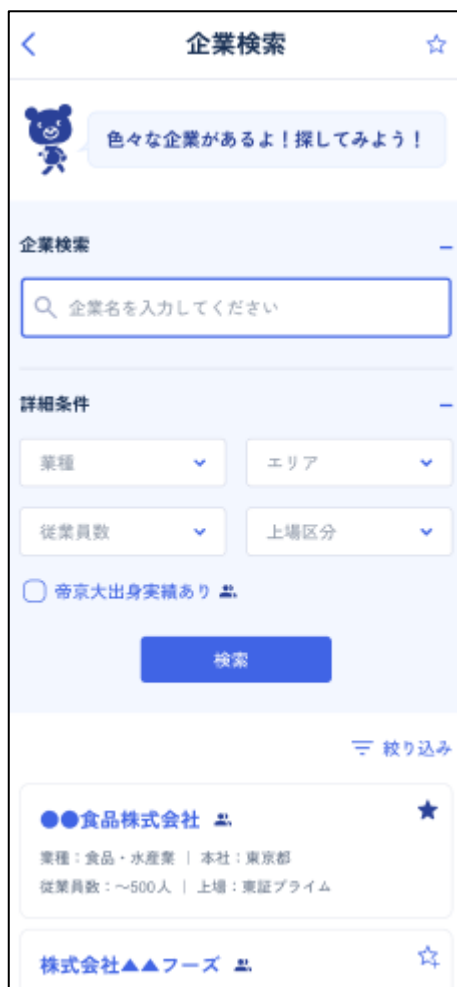 企業検索
色々な企業があるよ！探してみよう！
企業検索
企業名を入力してください
詳細条件
業種
エリア
従業員数
上場区分
帝京大出身実績あり
検索
絞り込み
●●食品株式会社
業種：食品・水産業 | 本社：東京都
従業員数：～500人 | 上場：東証プライム
株式会社▲▲フーズ